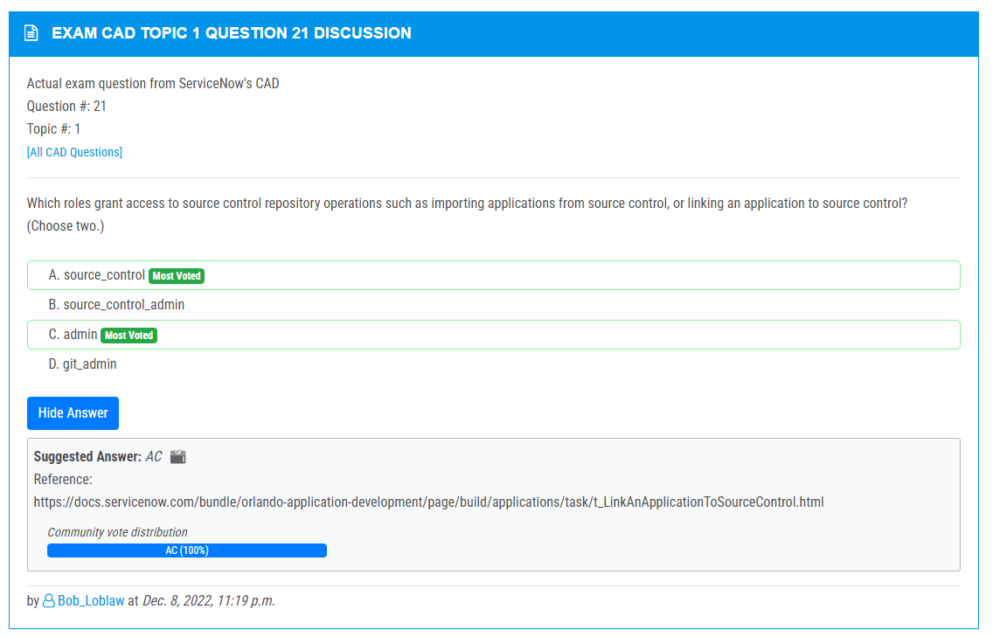 EXAM CAD TOPIC 1 QUESTION 21 DISCUSSION
Actual exam question from ServiceNow's CAD
Question #: 21
Topic #: 1
[All CAD Questions]
Which roles grant access to source control repository operations such as importing applications from source control, or linking an application to source control?
(Choose two.)
A. source_control Most Voted
B. source_control_admin
C. admin Most Voted
D. git_admin
Hide Answer
Suggested Answer: AC
Reference:
https://docs.servicenow.com/bundle/orlando-application-development/page/build/applications/task/t_LinkAnApplicationToSourceControl.html
Community vote distribution
AC (100%)
by Bob_Loblaw at Dec. 8, 2022, 11:19 p.m.